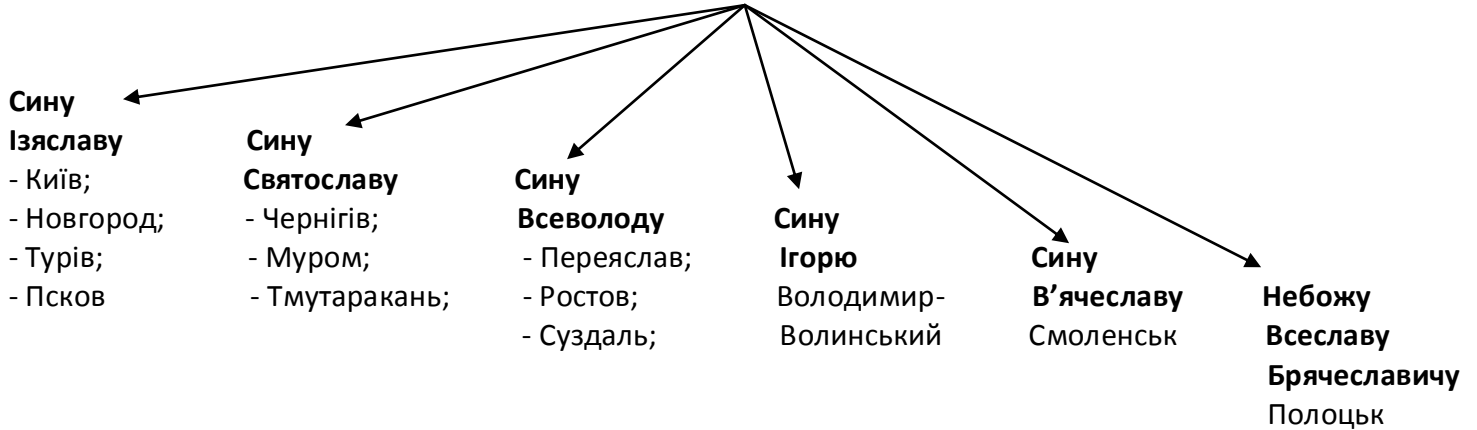 Сину
Ізяславу
- Київ;
- Новгород;
- Турів;
- Псков
Сину
Святославу
- Чернігів;
- Муром;
- Тмутаракань;
Сину
Всеволоду
- Переяслав;
- Ростов;
- Суздаль;
Сину
Ігорю
Володимир-
Волинський
Сину
В’ячеславу
Смоленськ
Небожу
Всеславу
Брячеславичу
Полоцьк